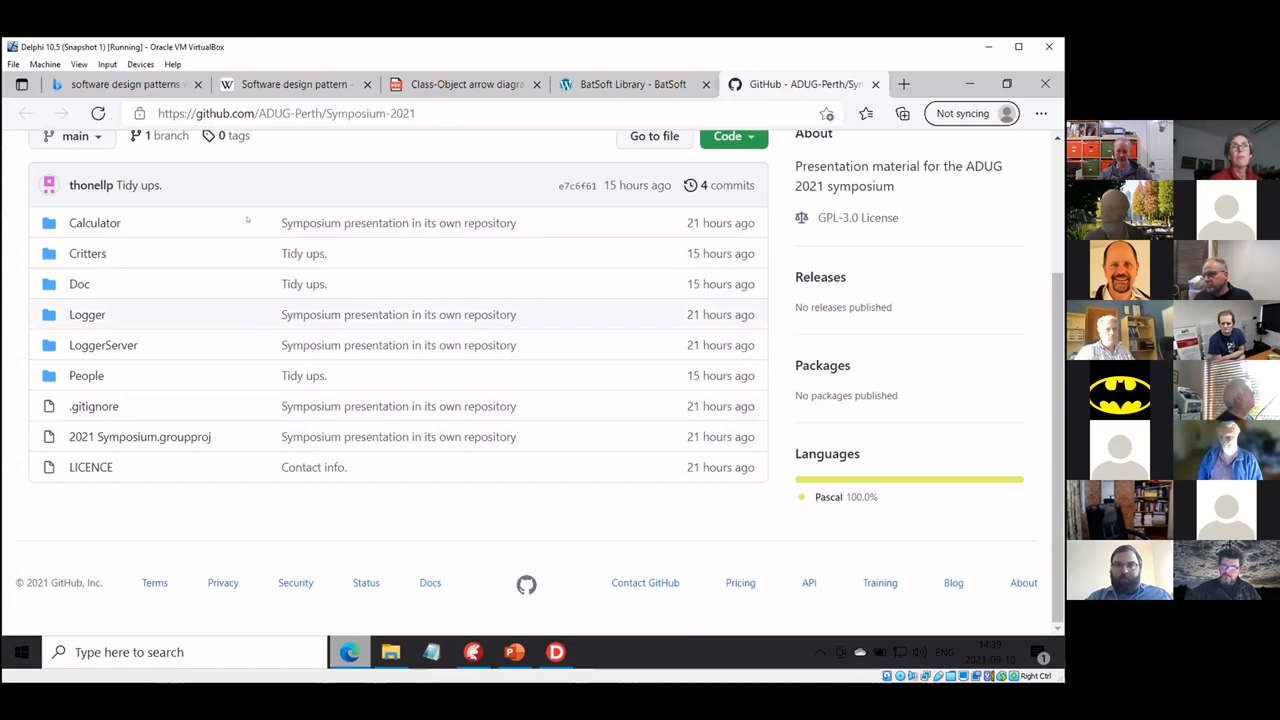 Delphi 10.5 (Snapshot 1) [Running] - Oracle VM VirtualBox
File Machine View Input Devices Help
software design patterns
Software design pattern -
Class-Object arrow diagra
BatSoft Library - BatSoft
GitHub - ADUG-Perth/Sym
https://github.com/ADUG-Perth/Symposium-2021
Not syncing
main 1 branch 0 tags Go to file Code
thonellp Tidy ups. e7c6f61 15 hours ago 4 commits
Calculator Symposium presentation in its own repository 21 hours ago
Critters Tidy ups. 15 hours ago
Doc Tidy ups. 15 hours ago
Logger Symposium presentation in its own repository 21 hours ago
LoggerServer Symposium presentation in its own repository 21 hours ago
People Tidy ups. 15 hours ago
.gitignore Symposium presentation in its own repository 21 hours ago
2021 Symposium.groupproj Symposium presentation in its own repository 21 hours ago
LICENCE Contact info. 21 hours ago
About
Presentation material for the ADUG
2021 symposium
GPL-3.0 License
Releases
No releases published
Packages
No packages published
Languages
Pascal 100.0%
© 2021 GitHub, Inc. Terms Privacy Security Status Docs Contact GitHub Pricing API Training Blog About
Type here to search
ENG
14:39
1
Right Ctrl